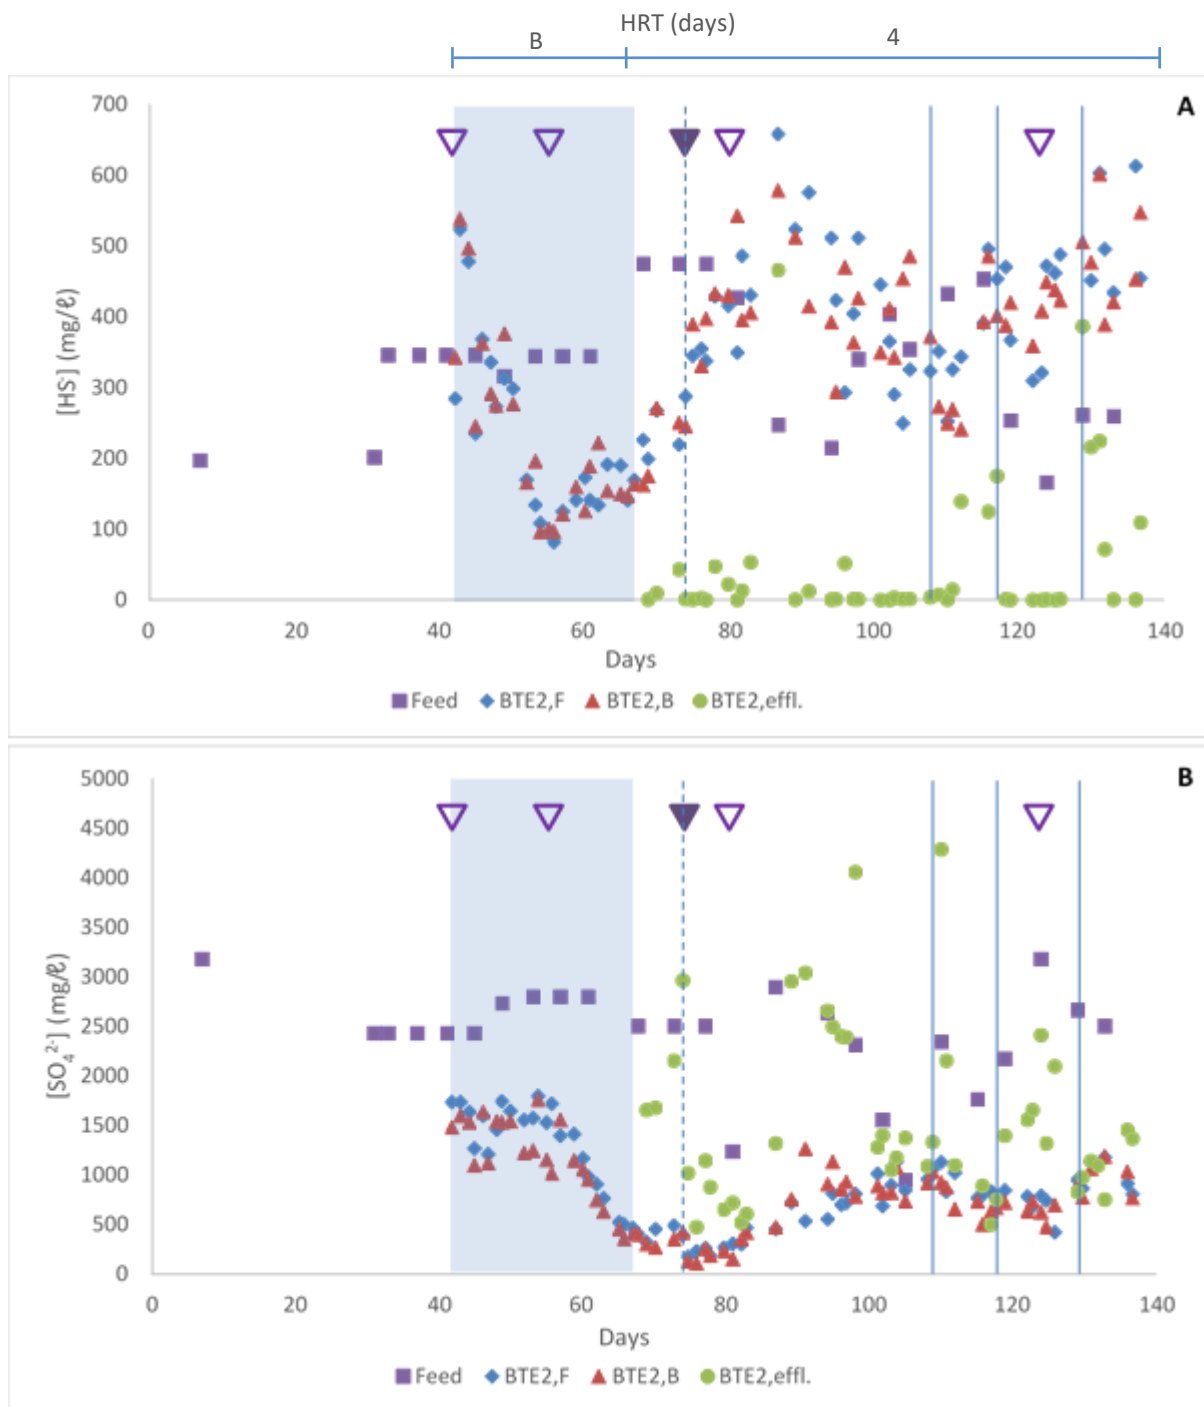 HRT (days)
B 4
A
700
600
500
400
300
200
100
0
[HS⁻] (mg/ℓ)
0 20 40 60 80 100 120 140
Days
Feed BTE2,F BTE2,B BTE2,effl.
B
5000
4500
4000
3500
3000
2500
2000
1500
1000
500
0
[SO₄²⁻] (mg/ℓ)
0 20 40 60 80 100 120 140
Days
Feed BTE2,F BTE2,B BTE2,effl.